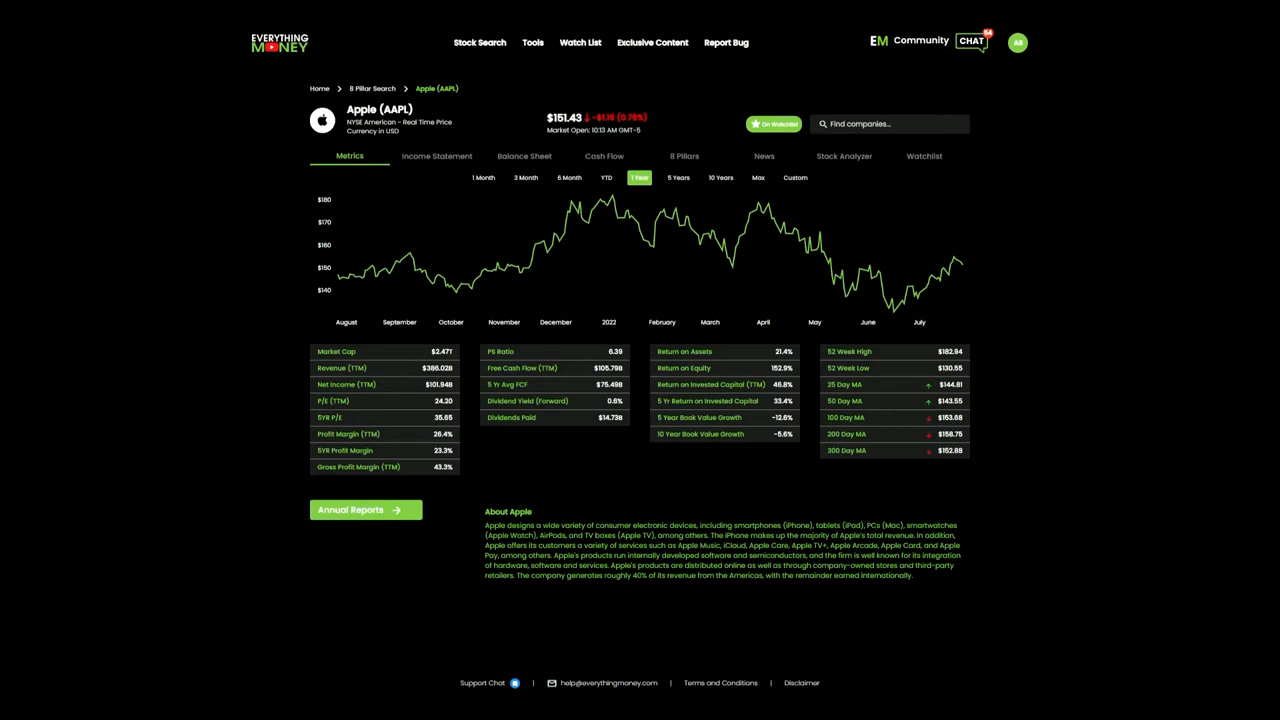 EVERYTHING
MONEY
Stock Search Tools Watch List Exclusive Content Report Bug
EM Community CHAT 54
AS
Home > 8 Pillar Search > Apple (AAPL)
Apple (AAPL)
NYSE American - Real Time Price
Currency in USD
$151.43 -$1.16 (0.76%)
Market Open: 10:13 AM GMT-5
On Watchlist
Find companies...
Metrics Income Statement Balance Sheet Cash Flow 8 Pillars News Stock Analyzer Watchlist
1 Month 3 Month 6 Month YTD 1 Year 5 Years 10 Years Max Custom
$180
$170
$160
$150
$140
August September October November December 2022 February March April May June July
Market Cap $2.47T
Revenue (TTM) $386.02B
Net Income (TTM) $101.94B
P/E (TTM) 24.20
5YR P/E 35.65
Profit Margin (TTM) 26.4%
5YR Profit Margin 23.3%
Gross Profit Margin (TTM) 43.3%
PS Ratio 6.39
Free Cash Flow (TTM) $105.79B
5 Yr Avg FCF $75.49B
Dividend Yield (Forward) 0.6%
Dividends Paid $14.73B
Return on Assets 21.4%
Return on Equity 152.9%
Return on Invested Capital (TTM) 46.8%
5 Yr Return on Invested Capital 33.4%
5 Year Book Value Growth -12.6%
10 Year Book Value Growth -5.6%
52 Week High $182.94
52 Week Low $130.55
25 Day MA $144.81
50 Day MA $143.55
100 Day MA $153.68
200 Day MA $158.75
300 Day MA $152.88
Annual Reports →
About Apple
Apple designs a wide variety of consumer electronic devices, including smartphones (iPhone), tablets (iPad), PCs (Mac), smartwatches
(Apple Watch), AirPods, and TV boxes (Apple TV), among others. The iPhone makes up the majority of Apple's total revenue. In addition,
Apple offers its customers a variety of services such as Apple Music, iCloud, Apple Care, Apple TV+, Apple Arcade, Apple Card, and Apple
Pay, among others. Apple's products run internally developed software and semiconductors, and the firm is well known for its integration
of hardware, software and services. Apple's products are distributed online as well as through company-owned stores and third-party
retailers. The company generates roughly 40% of its revenue from the Americas, with the remainder earned internationally.
Support Chat | help@everythingmoney.com | Terms and Conditions | Disclaimer